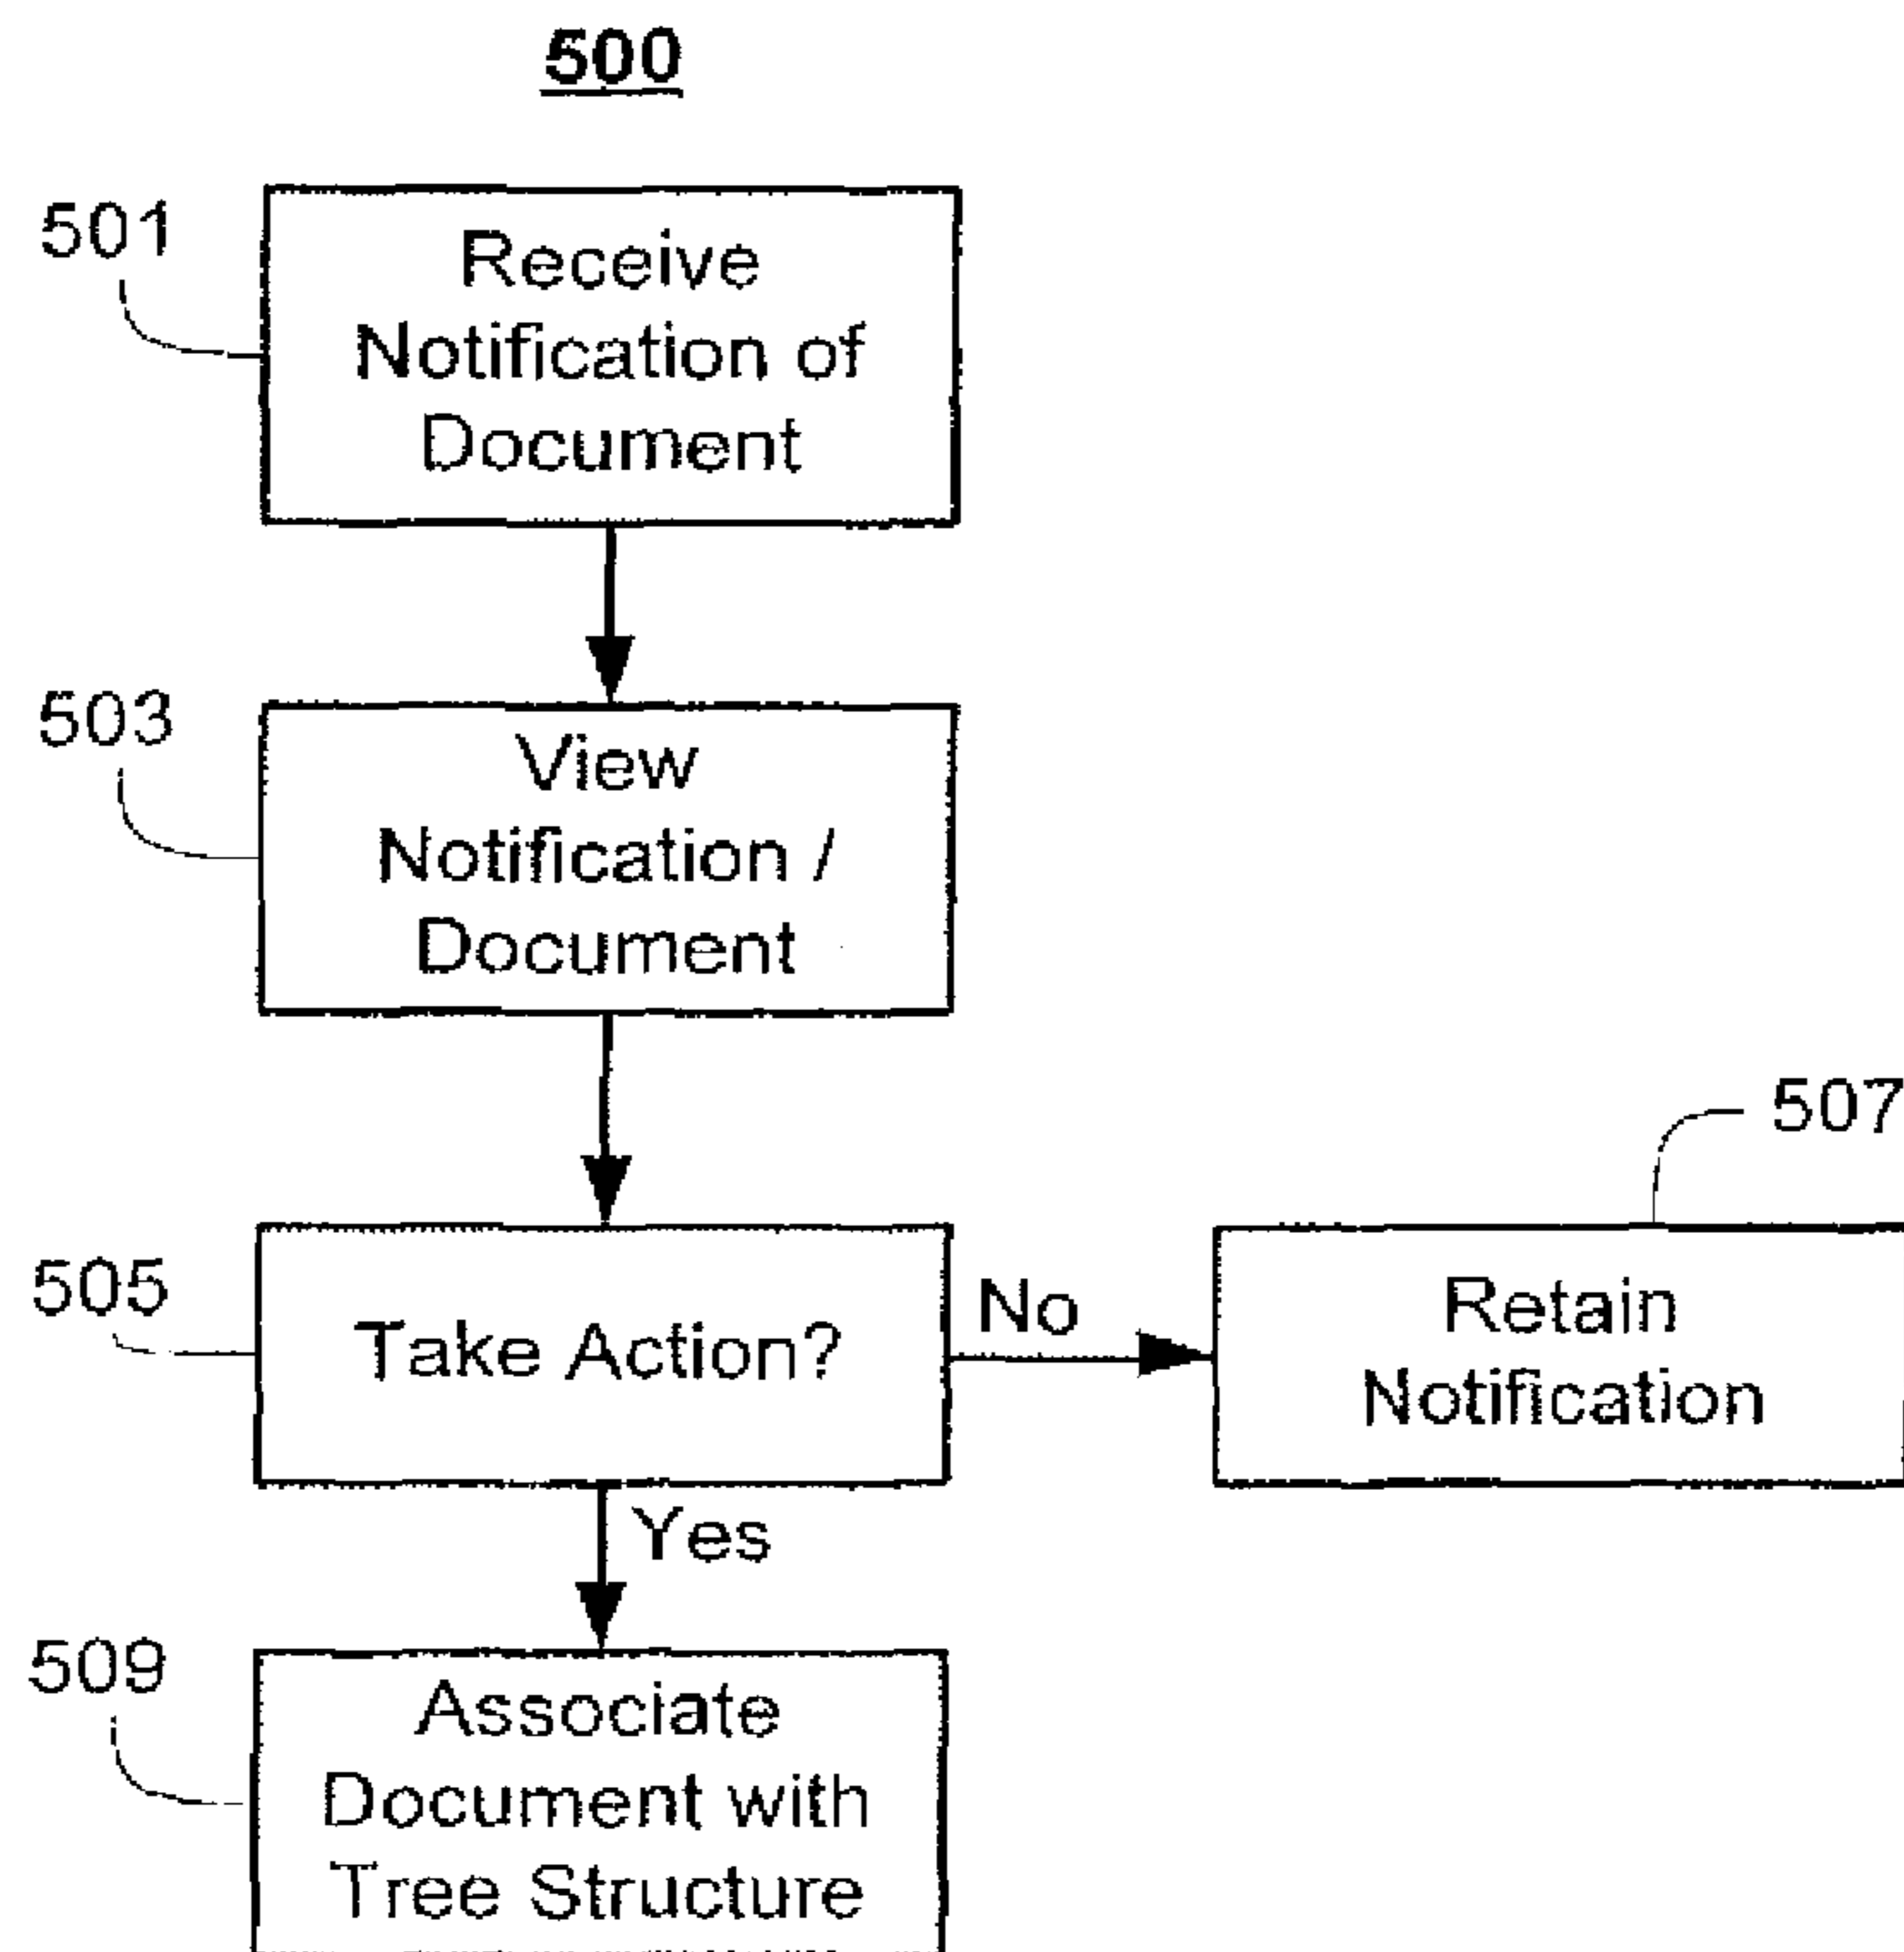 500
501
Receive
Notification of
Document
503
View
Notification /
Document
507
505
Take Action?
No
Retain
Notification
Yes
509
Associate
Document with
Tree Structure